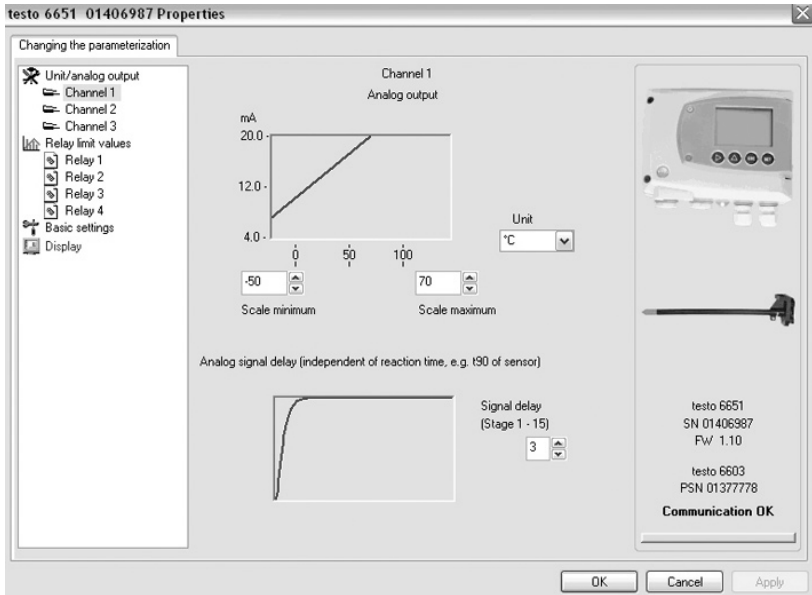 testo 6651 01406987 Properties
Changing the parameterization
Unit/analog output
Channel 1
Channel 2
Channel 3
Relay limit values
Relay 1
Relay 2
Relay 3
Relay 4
Basic settings
Display
Channel 1
Analog output
mA
20.0
12.0
4.0
0 50 100
Unit
°C
-50
70
Scale minimum
Scale maximum
Analog signal delay (independent of reaction time, e.g. t90 of sensor)
Signal delay
(Stage 1 - 15)
3
testo 6651
SN 01406987
FW 1.10
testo 6603
PSN 01377778
Communication OK
OK Cancel Apply